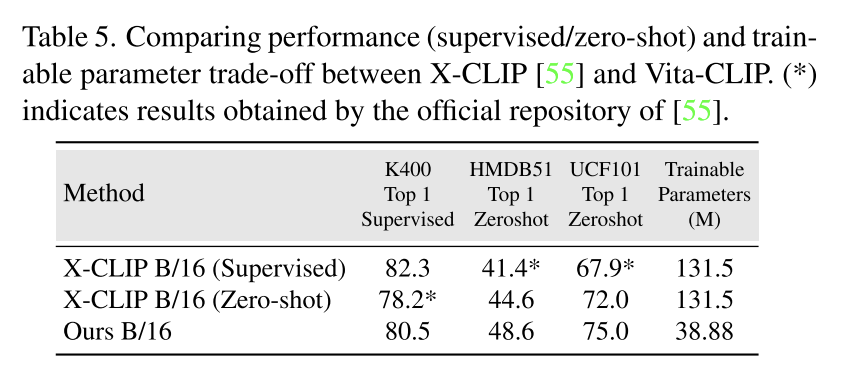 Table 5. Comparing performance (supervised/zero-shot) and train-
able parameter trade-off between X-CLIP [55] and Vita-CLIP. (*)
indicates results obtained by the official repository of [55].
Method K400 Top 1 Supervised HMDB51 Top 1 Zeroshot UCF101 Top 1 Zeroshot Trainable Parameters (M)
X-CLIP B/16 (Supervised) 82.3 41.4* 67.9* 131.5
X-CLIP B/16 (Zero-shot) 78.2* 44.6 72.0 131.5
Ours B/16 80.5 48.6 75.0 38.88